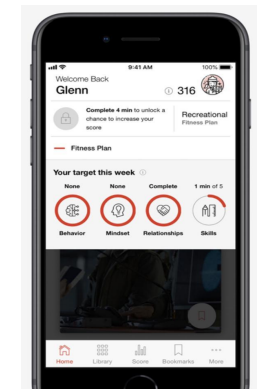 9:41 AM
100%
Welcome Back
Glenn
316
Complete 4 min to unlock a
chance to increase your
score
Recreational
Fitness Plan
Fitness Plan
Your target this week
None
None
Complete
1 min of 5
Behavior
Mindset
Relationships
Skills
Home
Library
Score
Bookmarks
More